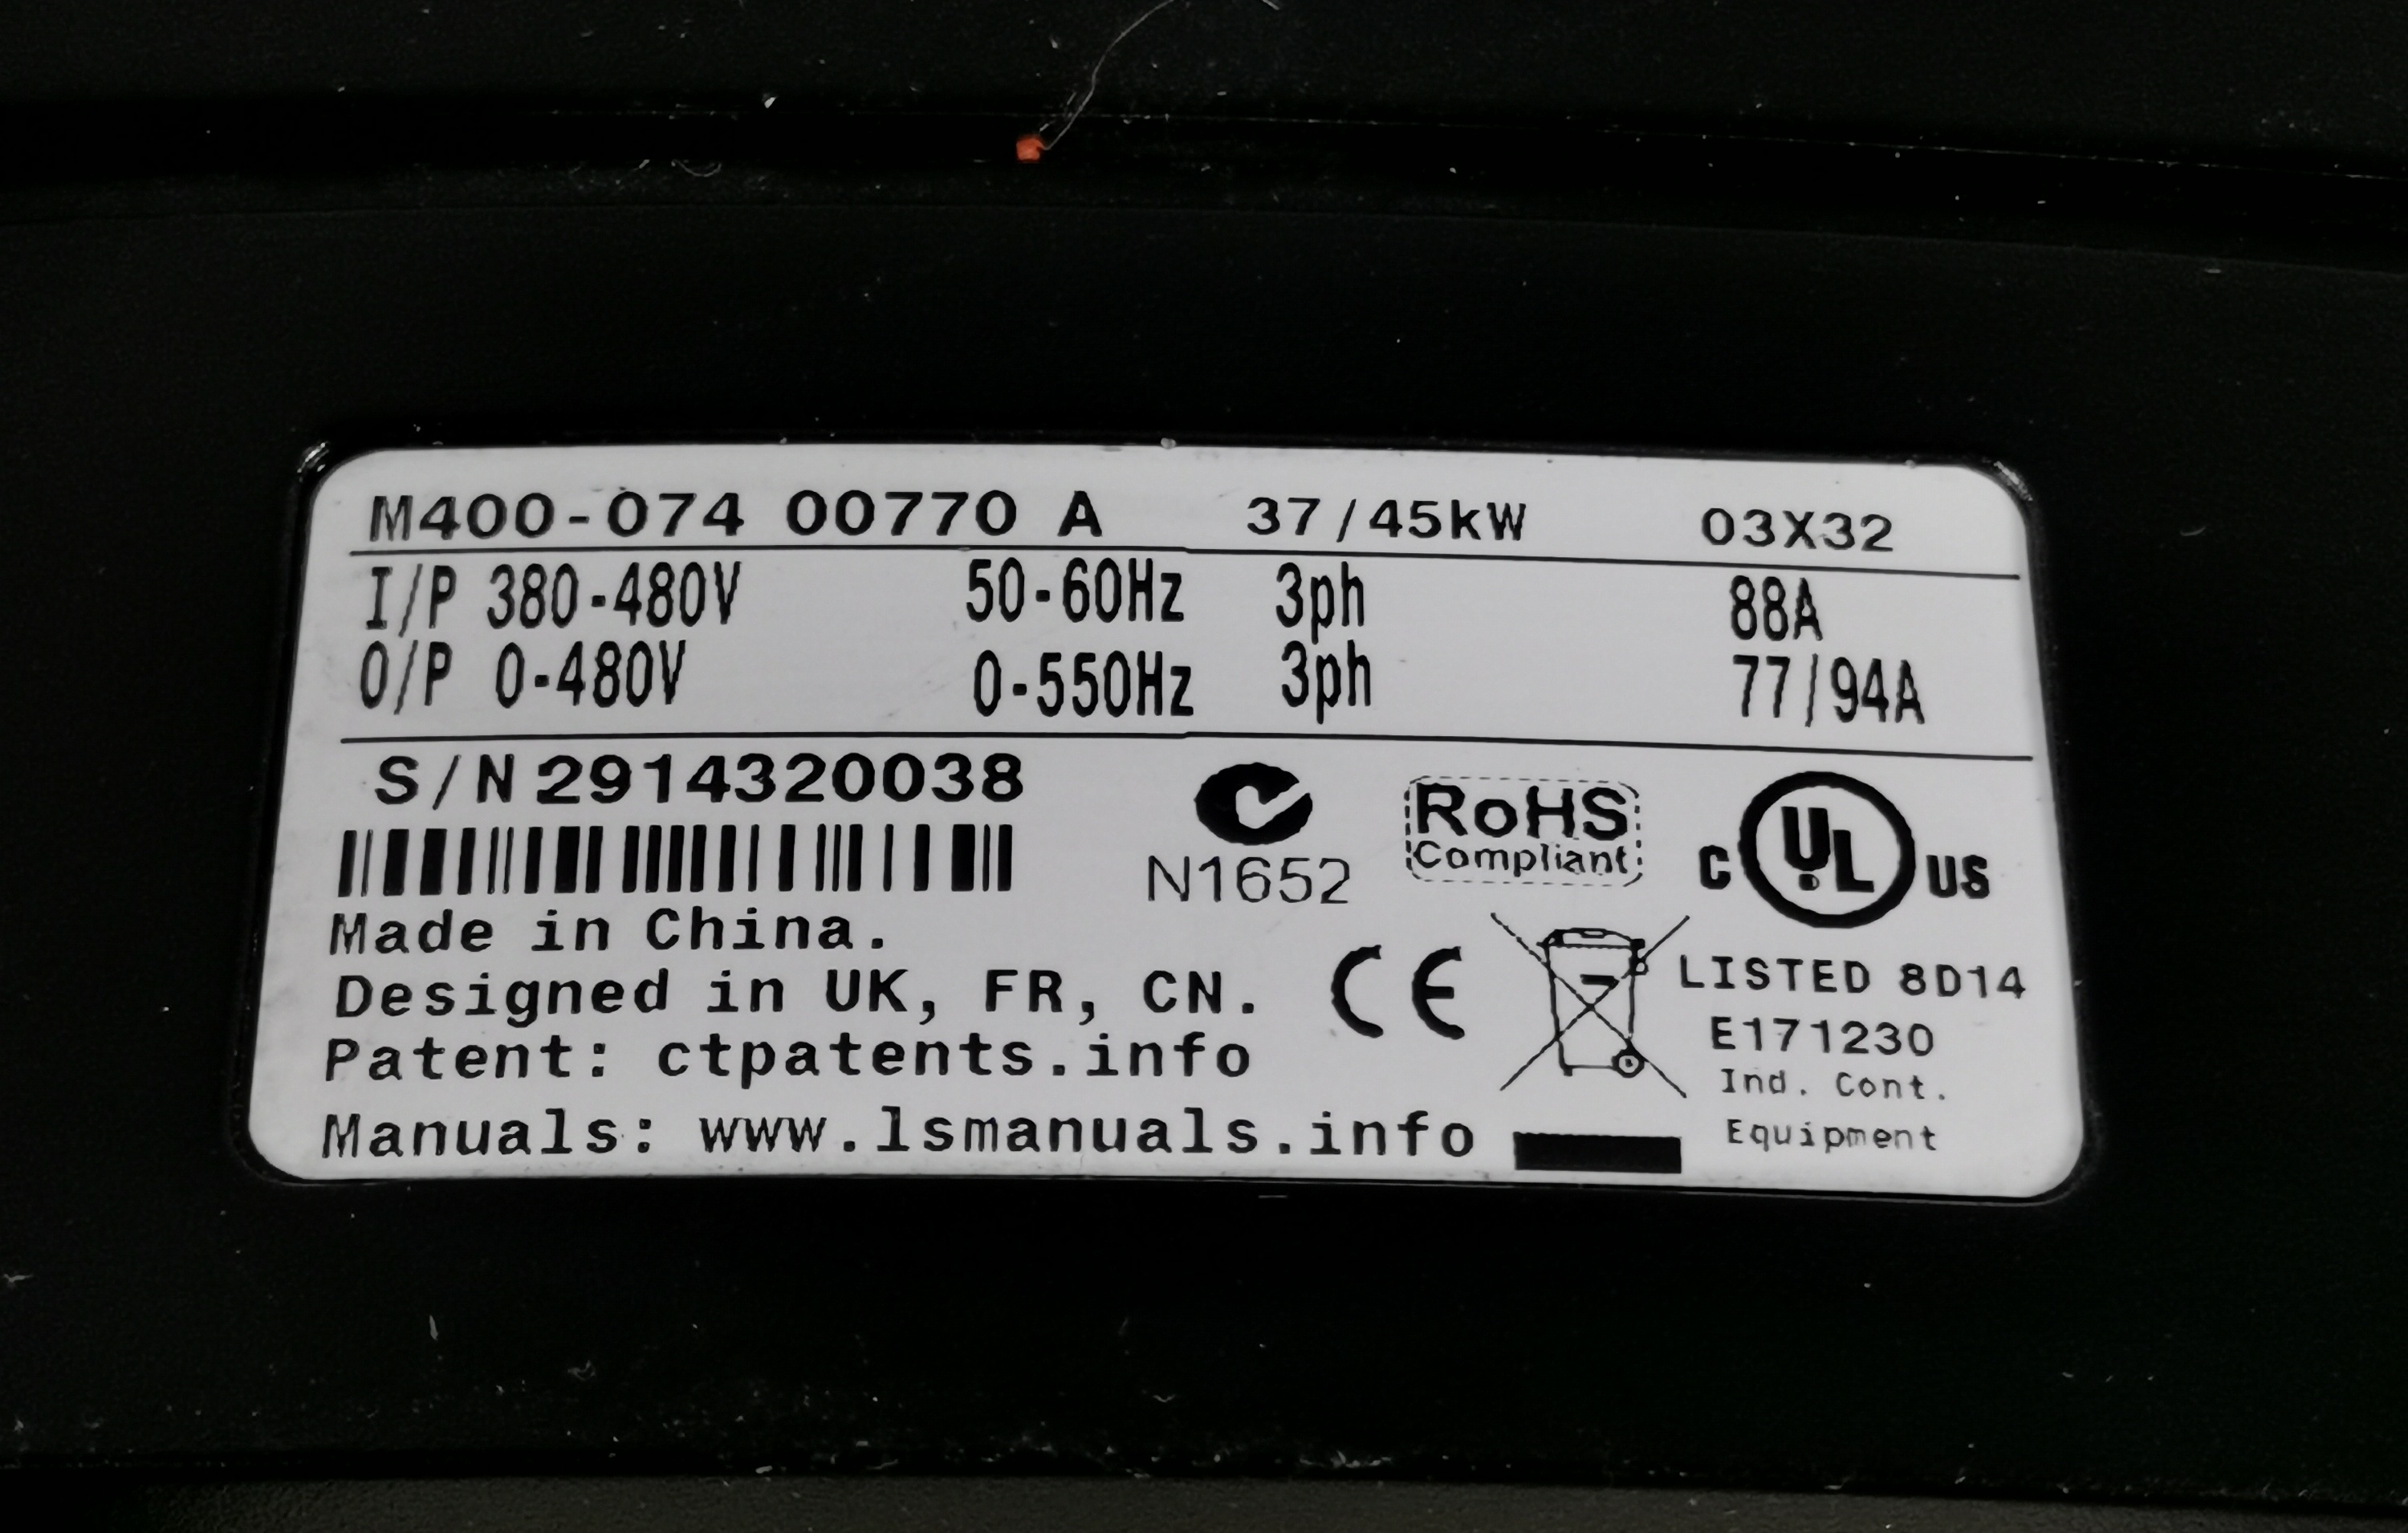 M400-074 00770 A 37/45kW 03X32
I/P 380-480V 50-60Hz 3ph 88A
O/P 0-480V 0-550Hz 3ph 77/94A
S/N 2914320038
N1652
RoHS
Compliant
C UL US
Made in China.
Designed in UK, FR, CN.
CE
LISTED 8D14
E171230
Patent: ctpatents.info
Ind. Cont.
Manuals: www.lsmanuals.info
Equipment